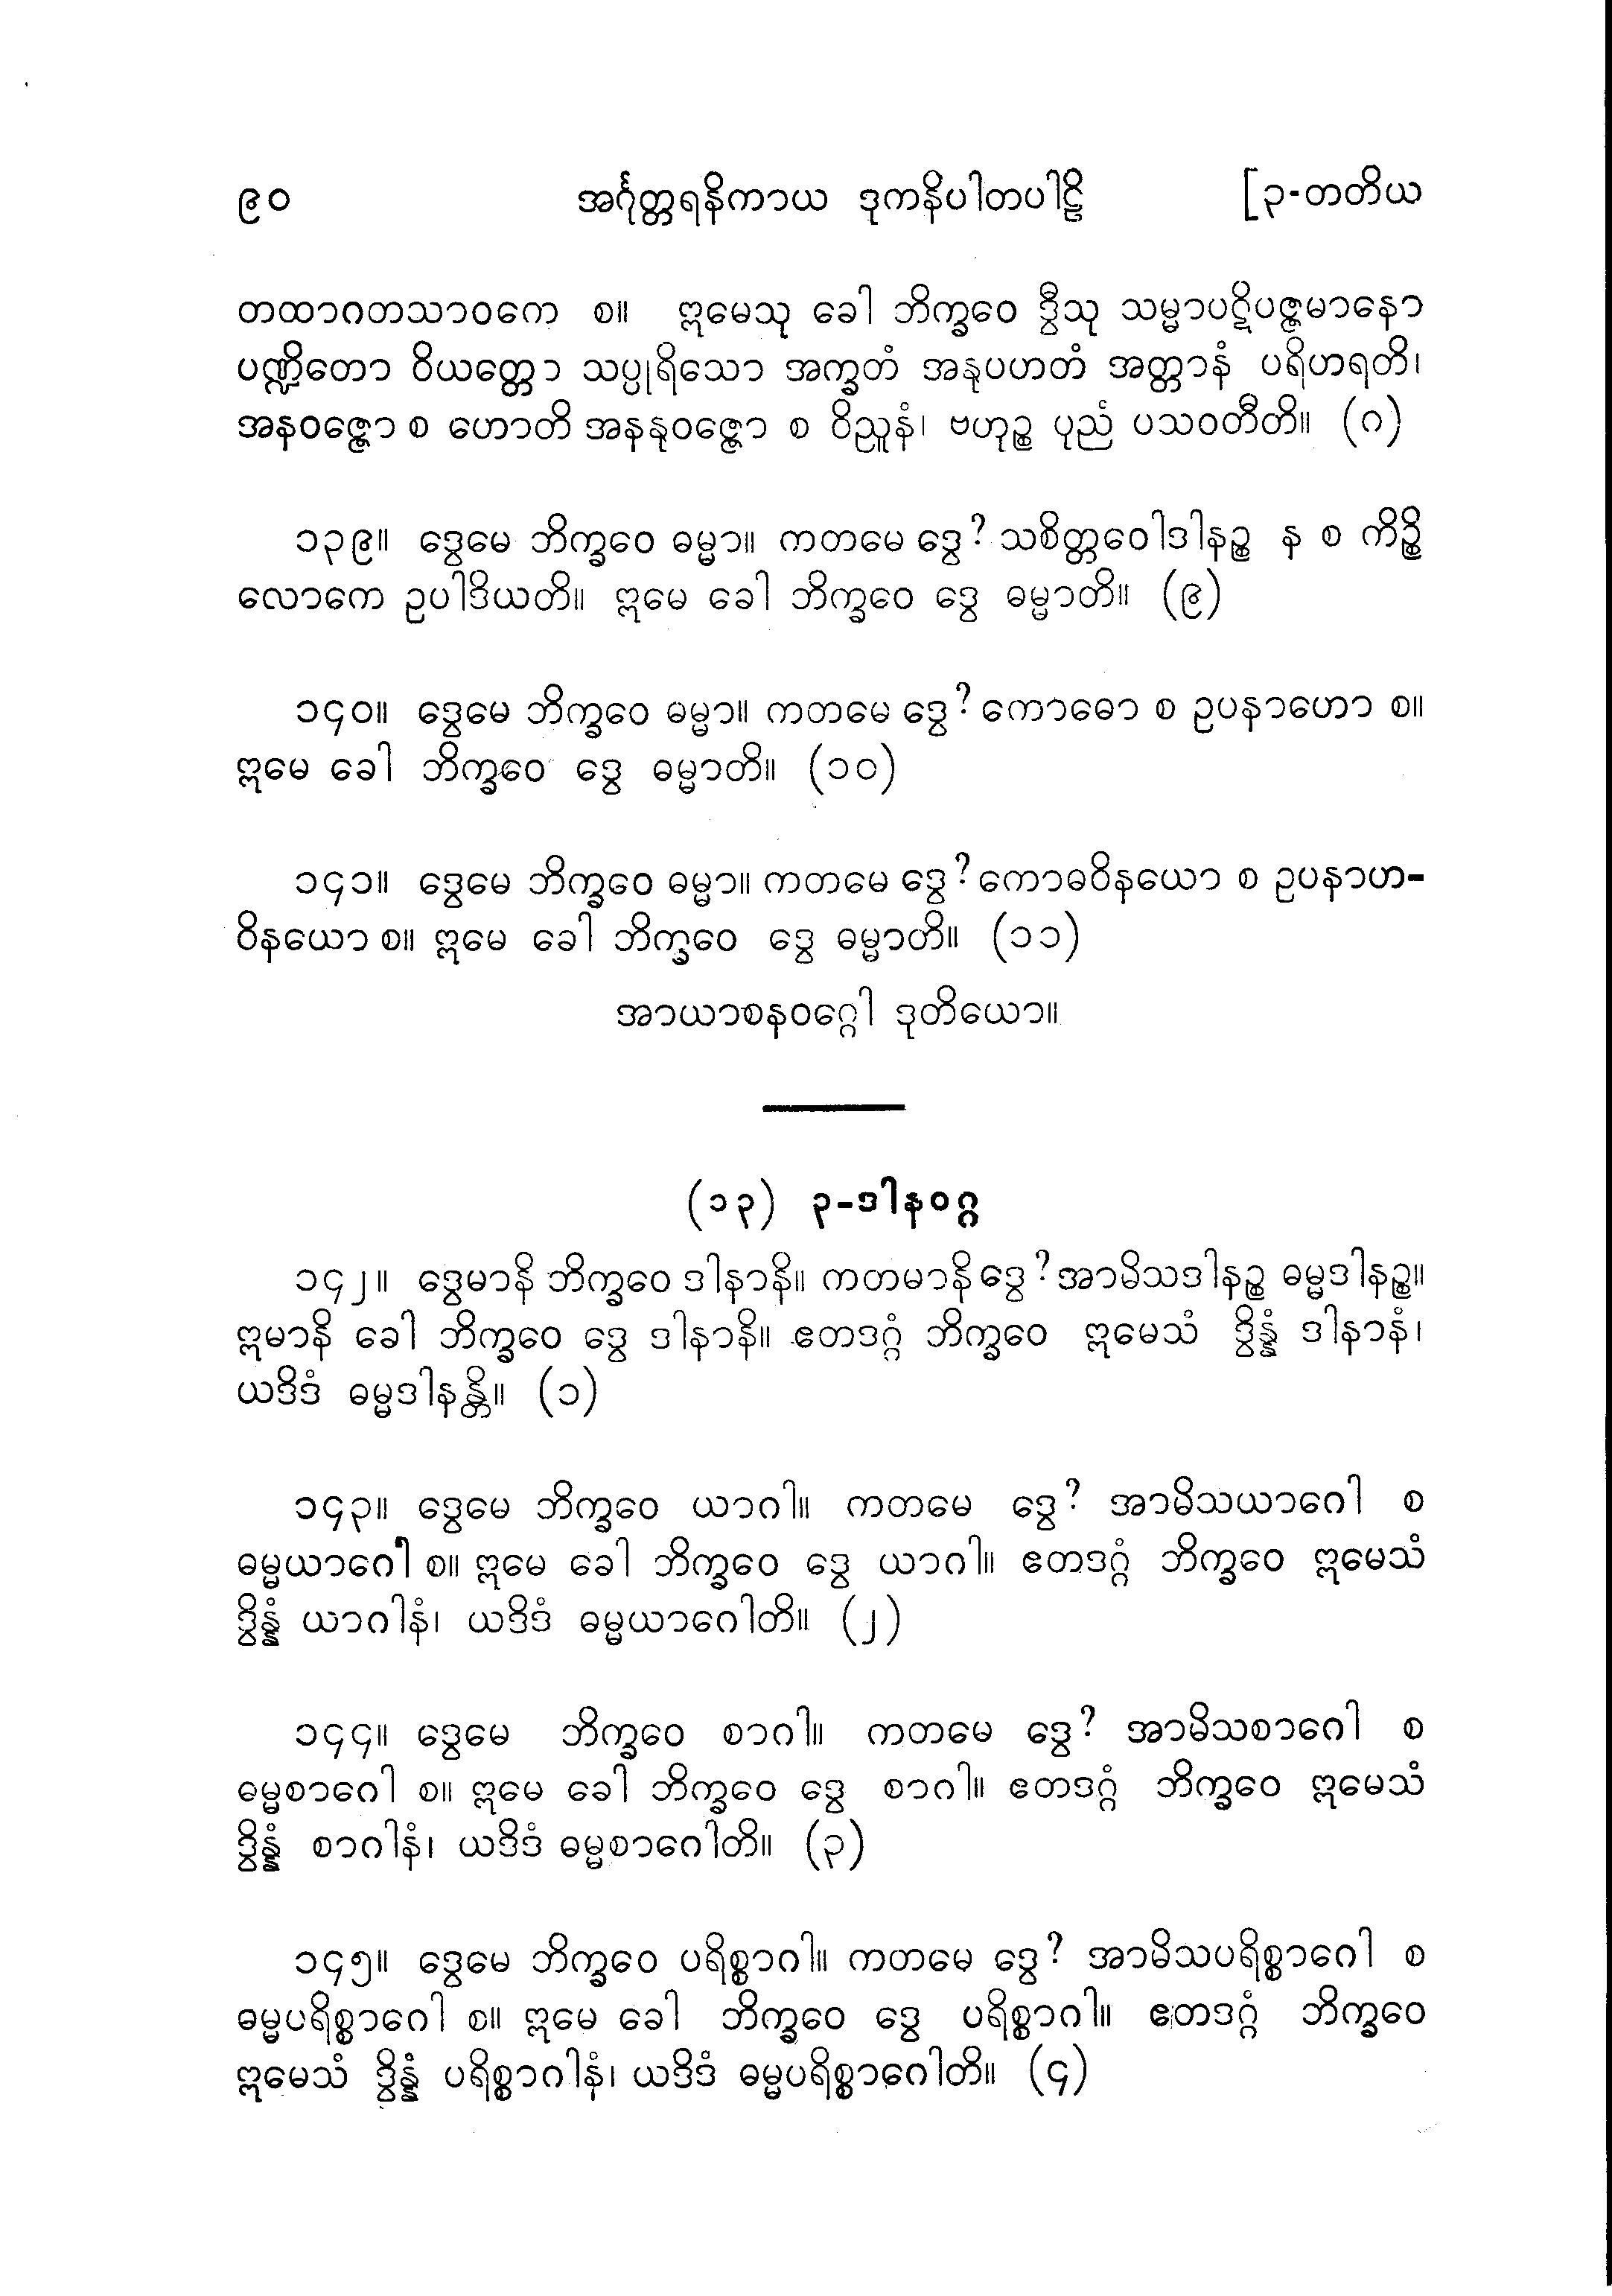 ၉၀ အင်္ဂုတ္တရနိကာယ ဒုကနိပါတပါဠိ [၃-တတိယ
တထာဂတသာဝကေ စ။ ဣမေသု ခေါ ဘိက္ခဝေ ဒွီသု သမ္မာပဋိပဇ္ဇမာနော
ပဏ္ဍိတော ဝိယတ္တော သပ္ပုရိသော အက္ခတံ အနုပဟတံ အတ္တာနံ ပရိဟရတိ၊
အနဝဇ္ဇော စ ဟောတိ အနနုဝဇ္ဇော စ ဝိညူနံ၊ ဗဟုဉ္စ ပုညံ ပသဝတီတိ။ (ဂ)
၁၃၉။ ဒွေမေ ဘိက္ခဝေ ဓမ္မာ။ ကတမေ ဒွေ? သစိတ္တဝေါဒါနဉ္စ န စ ကိဉ္စိ
လောကေ ဥပါဒိယတိ။ ဣမေ ခေါ ဘိက္ခဝေ ဒွေ ဓမ္မာတိ။ (၉)
၁၄၀။ ဒွေမေ ဘိက္ခဝေ ဓမ္မာ။ ကတမေ ဒွေ? ကောဓော စ ဥပနာဟော စ။
ဣမေ ခေါ ဘိက္ခဝေ ဒွေ ဓမ္မာတိ။ (၁၀)
၁၄၁။ ဒွေမေ ဘိက္ခဝေ ဓမ္မာ။ ကတမေ ဒွေ? ကောဓဝိနယော စ ဥပနာဟ-
ဝိနယော စ။ ဣမေ ခေါ ဘိက္ခဝေ ဒွေ ဓမ္မာတိ။ (၁၁)
အာယာစနဝဂ္ဂေါ ဒုတိယော။
(၁၃) ၃-ဒါနဝဂ္ဂ
၁၄၂။ ဒွေမာနိ ဘိက္ခဝေ ဒါနာနိ။ ကတမာနိ ဒွေ? အာမိသဒါနဉ္စ ဓမ္မဒါနဉ္စ။
ဣမာနိ ခေါ ဘိက္ခဝေ ဒွေ ဒါနာနိ။ ဧတဒဂ္ဂံ ဘိက္ခဝေ ဣမေသံ ဒွိန္နံ ဒါနာနံ၊
ယဒိဒံ ဓမ္မဒါနန္တိ။ (၁)
၁၄၃။ ဒွေမေ ဘိက္ခဝေ ယာဂါ။ ကတမေ ဒွေ? အာမိသယာဂေါ စ
ဓမ္မယာဂေါ စ။ ဣမေ ခေါ ဘိက္ခဝေ ဒွေ ယာဂါ။ ဧတဒဂ္ဂံ ဘိက္ခဝေ ဣမေသံ
ဒွိန္နံ ယာဂါနံ၊ ယဒိဒံ ဓမ္မယာဂေါတိ။ (၂)
၁၄၄။ ဒွေမေ ဘိက္ခဝေ စာဂါ။ ကတမေ ဒွေ? အာမိသစာဂေါ စ
ဓမ္မစာဂေါ စ။ ဣမေ ခေါ ဘိက္ခဝေ ဒွေ စာဂါ။ ဧတဒဂ္ဂံ ဘိက္ခဝေ ဣမေသံ
ဒွိန္နံ စာဂါနံ၊ ယဒိဒံ ဓမ္မစာဂေါတိ။ (၃)
၁၄၅။ ဒွေမေ ဘိက္ခဝေ ပရိစ္စာဂါ။ ကတမေ ဒွေ? အာမိသပရိစ္စာဂေါ စ
ဓမ္မပရိစ္စာဂေါ စ။ ဣမေ ခေါ ဘိက္ခဝေ ဒွေ ပရိစ္စာဂါ။ ဧတဒဂ္ဂံ ဘိက္ခဝေ
ဣမေသံ ဒွိန္နံ ပရိစ္စာဂါနံ၊ ယဒိဒံ ဓမ္မပရိစ္စာဂေါတိ။ (၄)